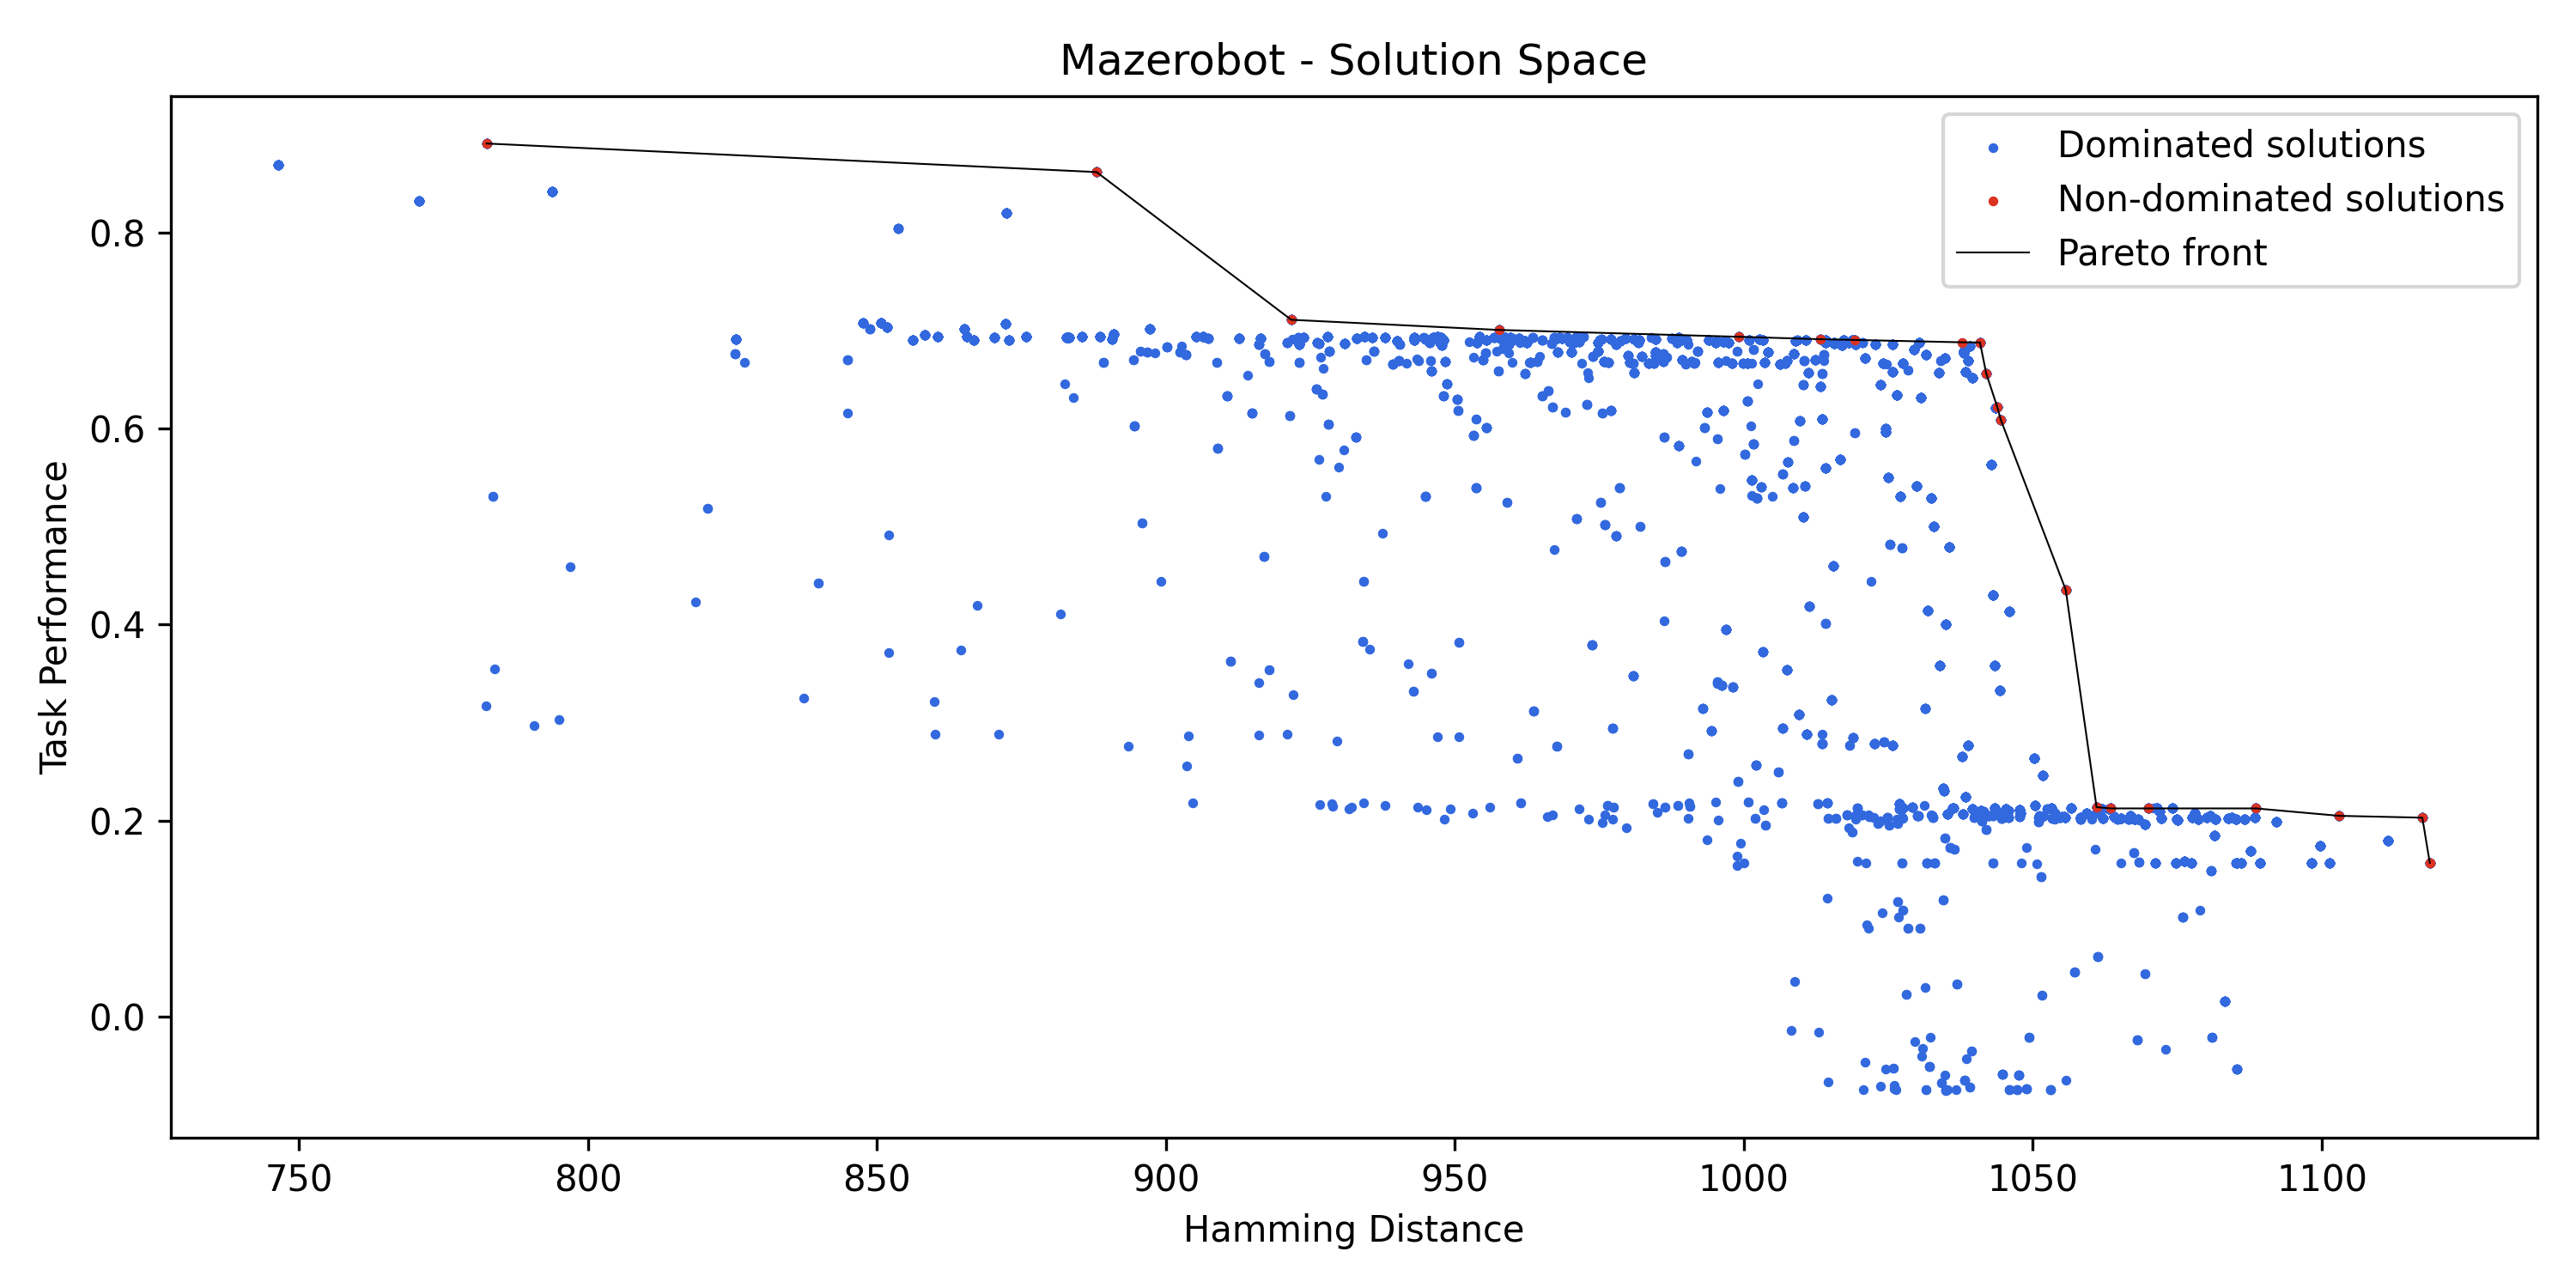 Mazerobot - Solution Space
Dominated solutions
Non-dominated solutions
Pareto front
Task Performance
0.8
0.6
0.4
0.2
0.0
750 800 850 900 950 1000 1050 1100
Hamming Distance